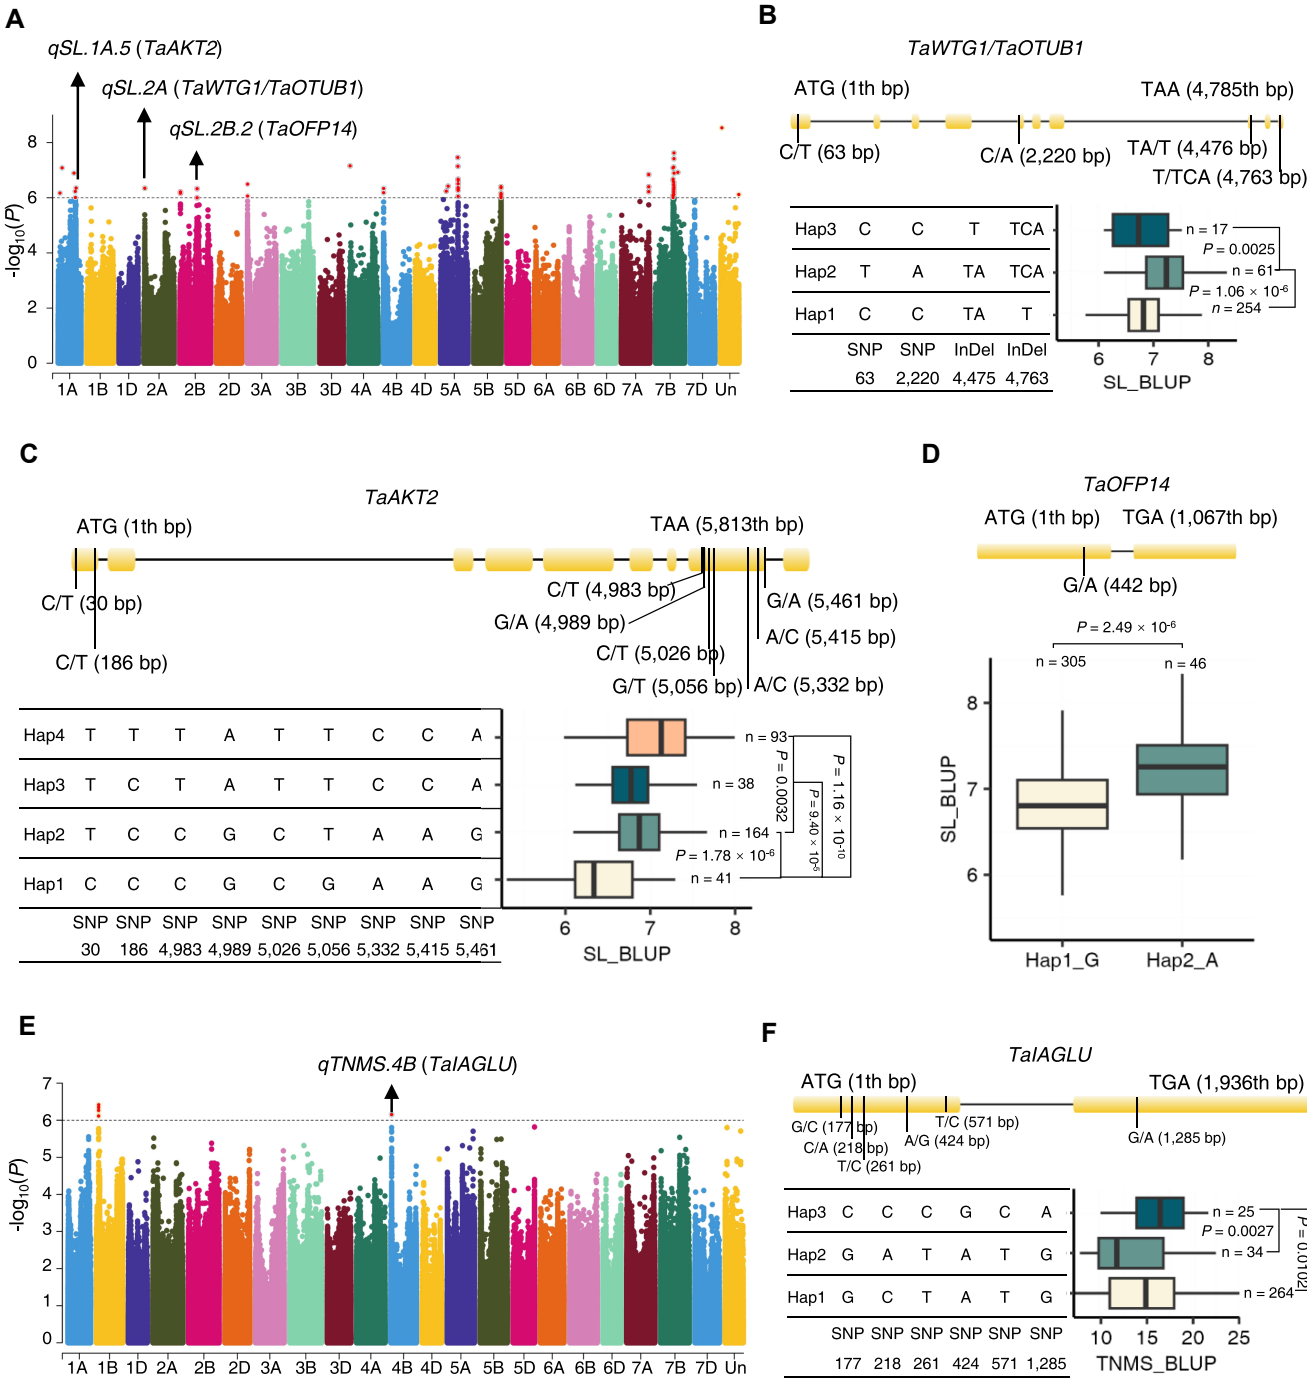 A
qSL.1A.5 (TaAKT2)
qSL.2A (TaWTG1/TaOTUB1)
qSL.2B.2 (TaOFP14)
-log10(P)
8
6
4
2
0
1A 1B 1D 2A 2B 2D 3A 3B 3D 4A 4B 4D 5A 5B 5D 6A 6B 6D 7A 7B 7D Un
B
TaWTG1/TaOTUB1
ATG (1th bp) TAA (4,785th bp)
C/T (63 bp) C/A (2,220 bp) TA/T (4,476 bp)
T/TCA (4,763 bp)
Hap3 C C T TCA n = 17
P = 0.0025
Hap2 T A TA TCA n = 61
P = 1.06 × 10-6
Hap1 C C TA T n = 254
SNP SNP InDel InDel
63 2,220 4,475 4,763
6 7 8
SL_BLUP
C
TaAKT2
ATG (1th bp) TAA (5,813th bp)
C/T (30 bp)
C/T (186 bp)
C/T (4,983 bp)
G/A (4,989 bp)
C/T (5,026 bp)
G/T (5,056 bp)
A/C (5,332 bp)
A/C (5,415 bp)
G/A (5,461 bp)
Hap4 T T T A T T C C A n = 93
Hap3 T C T A T T C C A n = 38
Hap2 T C C G C T A A G n = 164
Hap1 C C C G C G A A G n = 41
P = 0.0032
P = 9.40 × 10-5
P = 1.16 × 10-10
P = 1.78 × 10-6
SNP SNP SNP SNP SNP SNP SNP SNP SNP
30 186 4,983 4,989 5,026 5,056 5,332 5,415 5,461
6 7 8
SL_BLUP
D
TaOFP14
ATG (1th bp) TGA (1,067th bp)
G/A (442 bp)
P = 2.49 × 10-6
n = 305 n = 46
SL_BLUP
8
7
6
Hap1_G Hap2_A
E
qTNMS.4B (TaIAGLU)
-log10(P)
7
6
5
4
3
2
1
0
1A 1B 1D 2A 2B 2D 3A 3B 3D 4A 4B 4D 5A 5B 5D 6A 6B 6D 7A 7B 7D Un
F
TaIAGLU
ATG (1th bp) TGA (1,936th bp)
G/C (177 bp)
C/A (218 bp)
T/C (261 bp)
A/G (424 bp)
T/C (571 bp)
G/A (1,285 bp)
Hap3 C C C G C A n = 25
P = 0.0027
Hap2 G A T A T G n = 34
Hap1 G C T A T G n = 264
P = 0.0102
SNP SNP SNP SNP SNP SNP
177 218 261 424 571 1,285
10 15 20 25
TNMS_BLUP